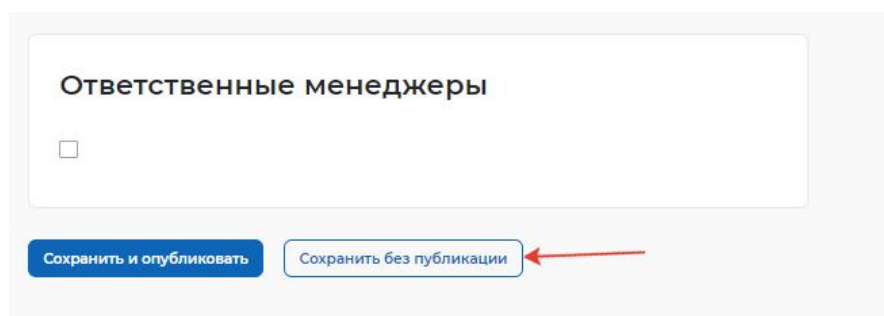 Ответственные менеджеры
Сохранить и опубликовать
Сохранить без публикации